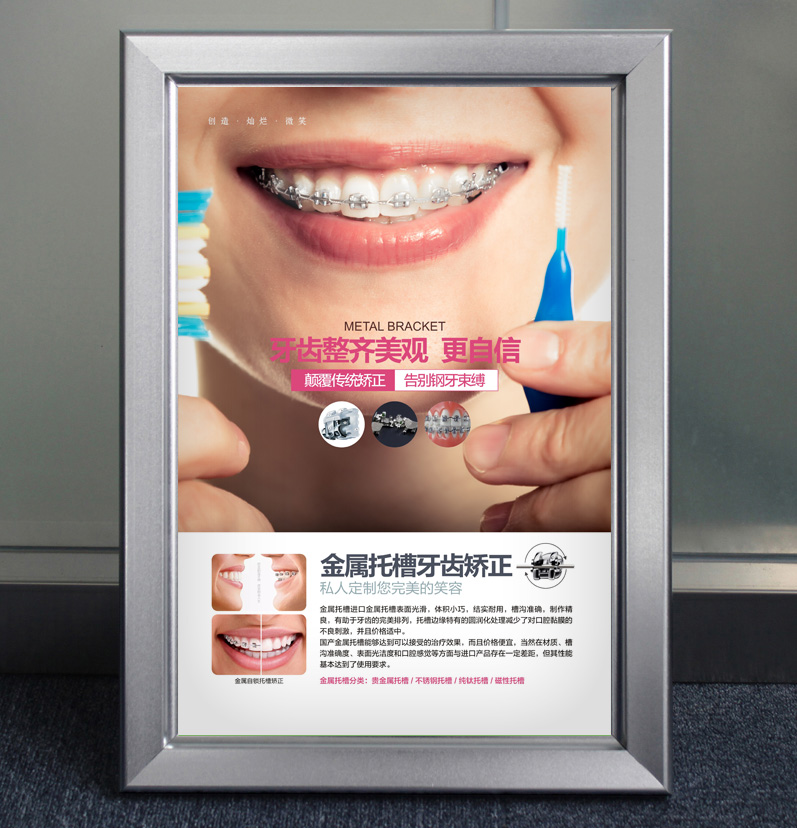 创造·灿烂·微笑
METAL BRACKET
牙齿整齐美观 更自信
颠覆传统矫正 告别钢牙束缚
金属托槽牙齿矫正
私人定制您完美的笑容
金属托槽进口金属托槽表面光滑，体积小巧，结实耐用，槽沟准确，制作精
良，有助于牙齿的完美排列，托槽边缘特有的圆润化处理减少了对口腔黏膜的
不良刺激，并且价格适中。
国产金属托槽能够达到可以接受的治疗效果，而且价格便宜，当然在材质、槽
沟准确度、表面光洁度和口腔感觉等方面与进口产品存在一定差距，但其性能
基本达到了使用要求。
金属自锁托槽矫正
金属托槽分类：贵金属托槽 / 不锈钢托槽 / 纯钛托槽 / 磁性托槽